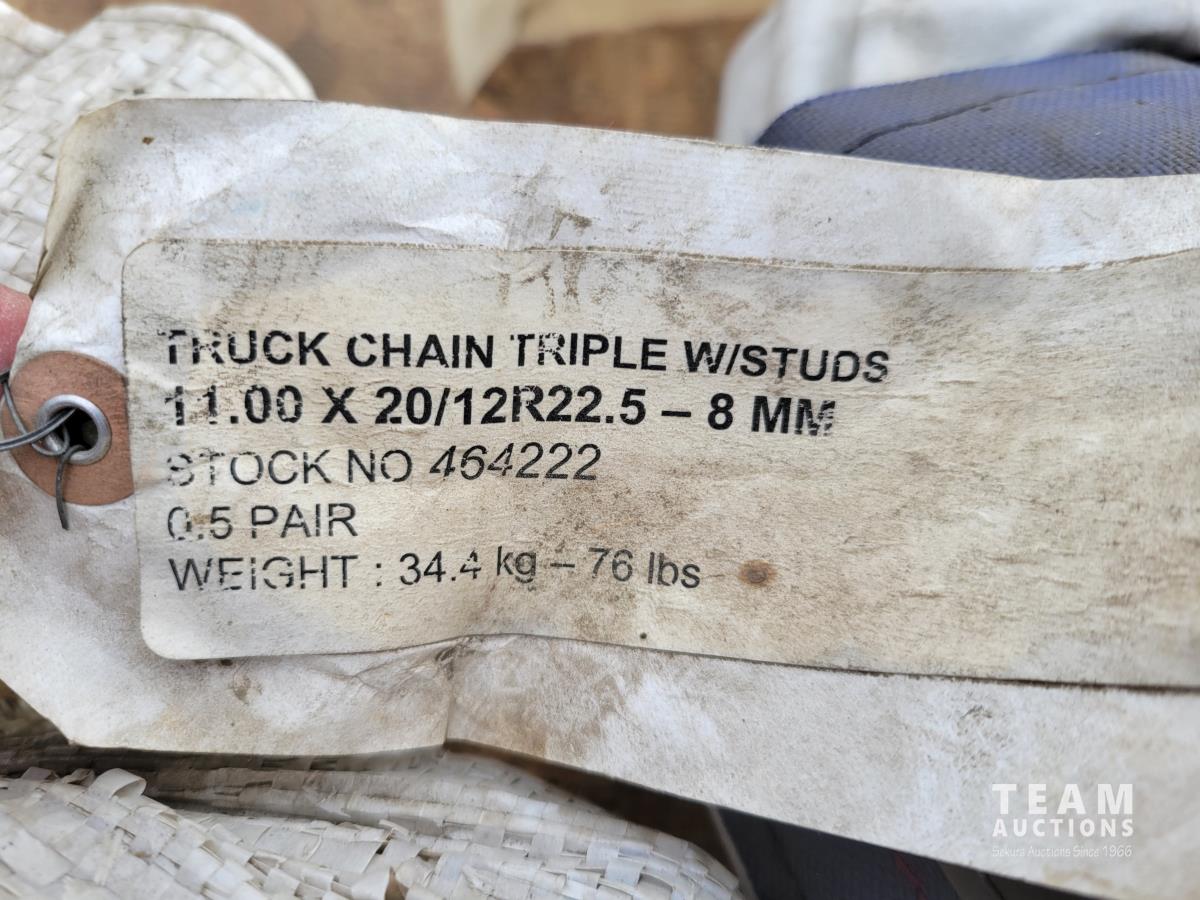 TRUCK CHAIN TRIPLE W/STUDS
11.00 X 20/12R22.5 – 8 MM
STOCK NO 464222
0.5 PAIR
WEIGHT : 34.4 kg – 76 lbs
TEAM
AUCTIONS
Sekura Auctions Since 1966